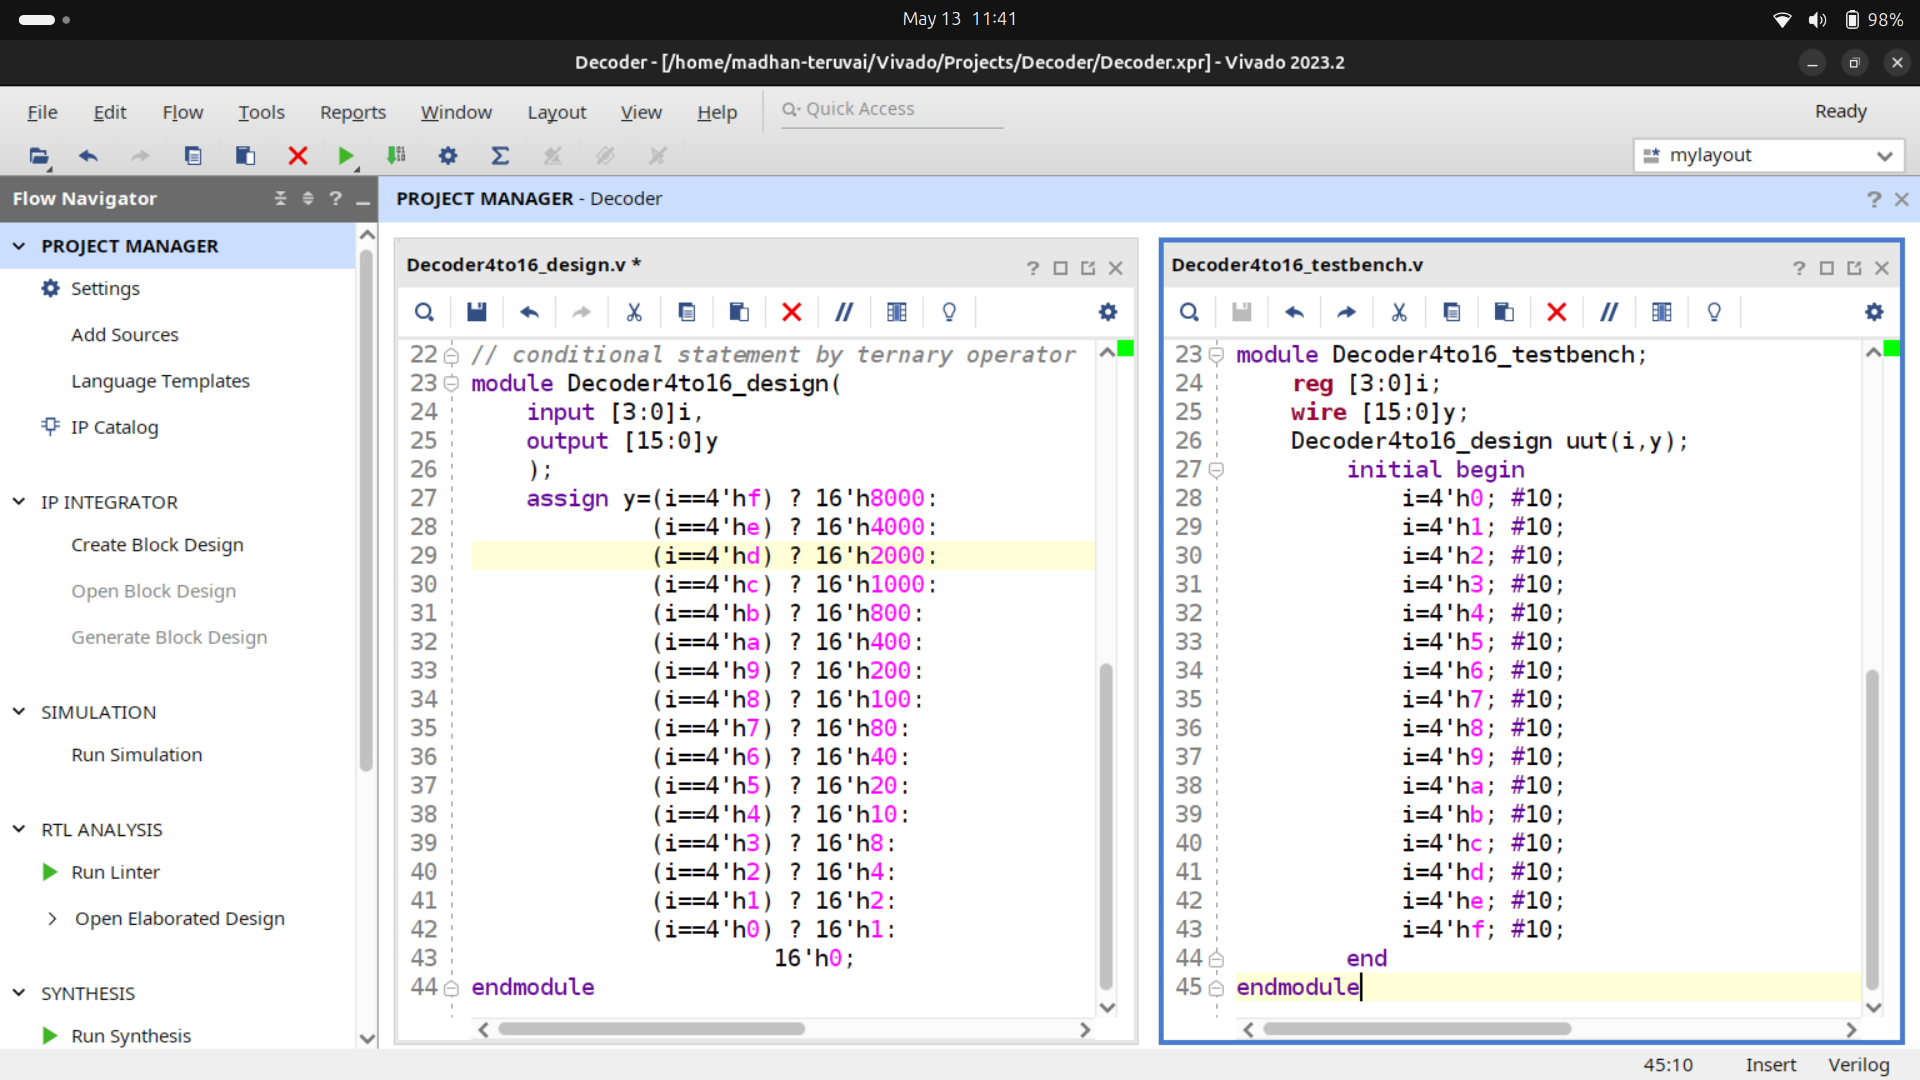 May 13  11:41
98%
Decoder - [/home/madhan-teruvai/Vivado/Projects/Decoder/Decoder.xpr] - Vivado 2023.2
File Edit Flow Tools Reports Window Layout View Help Quick Access Ready
mylayout
Flow Navigator
PROJECT MANAGER - Decoder
PROJECT MANAGER
Settings
Add Sources
Language Templates
IP Catalog
IP INTEGRATOR
Create Block Design
Open Block Design
Generate Block Design
SIMULATION
Run Simulation
RTL ANALYSIS
Run Linter
Open Elaborated Design
SYNTHESIS
Run Synthesis
Decoder4to16_design.v *
22 // conditional statement by ternary operator
23 module Decoder4to16_design(
24     input [3:0]i,
25     output [15:0]y
26     );
27     assign y=(i==4'hf) ? 16'h8000:
28              (i==4'he) ? 16'h4000:
29              (i==4'hd) ? 16'h2000:
30              (i==4'hc) ? 16'h1000:
31              (i==4'hb) ? 16'h800:
32              (i==4'ha) ? 16'h400:
33              (i==4'h9) ? 16'h200:
34              (i==4'h8) ? 16'h100:
35              (i==4'h7) ? 16'h80:
36              (i==4'h6) ? 16'h40:
37              (i==4'h5) ? 16'h20:
38              (i==4'h4) ? 16'h10:
39              (i==4'h3) ? 16'h8:
40              (i==4'h2) ? 16'h4:
41              (i==4'h1) ? 16'h2:
42              (i==4'h0) ? 16'h1:
43                       16'h0;
44 endmodule
Decoder4to16_testbench.v
23 module Decoder4to16_testbench;
24     reg [3:0]i;
25     wire [15:0]y;
26     Decoder4to16_design uut(i,y);
27         initial begin
28             i=4'h0; #10;
29             i=4'h1; #10;
30             i=4'h2; #10;
31             i=4'h3; #10;
32             i=4'h4; #10;
33             i=4'h5; #10;
34             i=4'h6; #10;
35             i=4'h7; #10;
36             i=4'h8; #10;
37             i=4'h9; #10;
38             i=4'ha; #10;
39             i=4'hb; #10;
40             i=4'hc; #10;
41             i=4'hd; #10;
42             i=4'he; #10;
43             i=4'hf; #10;
44         end
45 endmodule
45:10 Insert Verilog